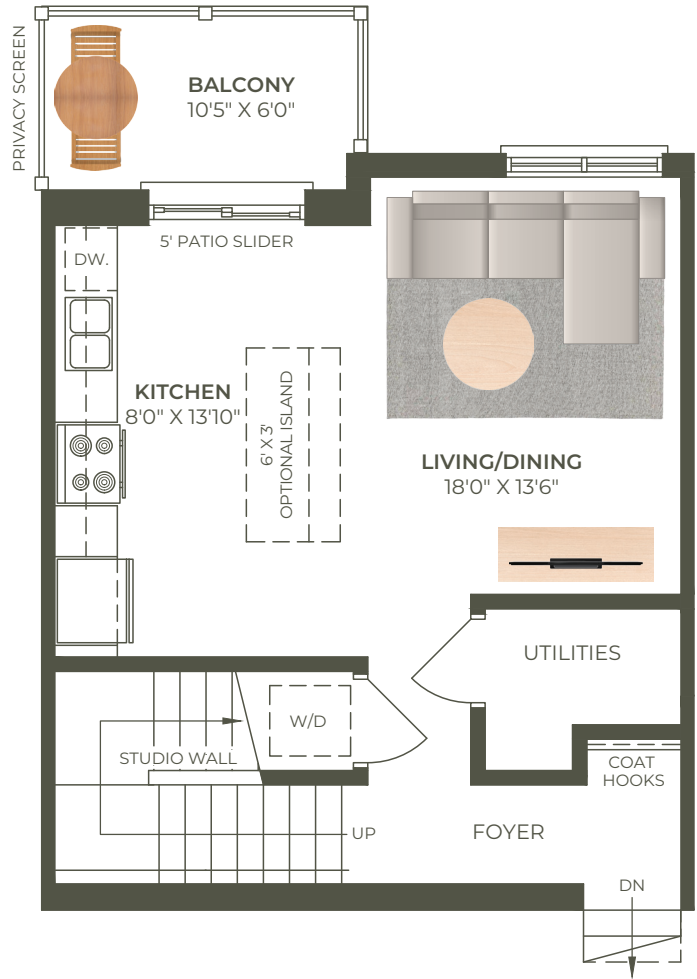 PRIVACY SCREEN
BALCONY
10'5" X 6'0"
5' PATIO SLIDER
DW.
KITCHEN
8'0" X 13'10"
6' X 3'
OPTIONAL ISLAND
LIVING/DINING
18'0" X 13'6"
UTILITIES
W/D
STUDIO WALL
COAT
HOOKS
UP
FOYER
DN